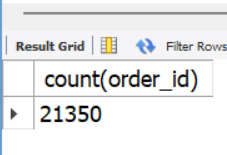 Result Grid Filter Rows
count(order_id)
21350